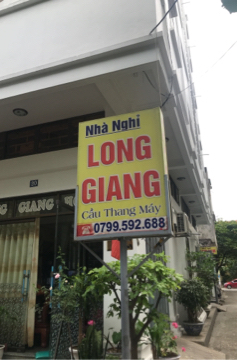 Nhà Nghỉ
LONG
GIANG
Cầu Thang Máy
0799.592.688
GIANG